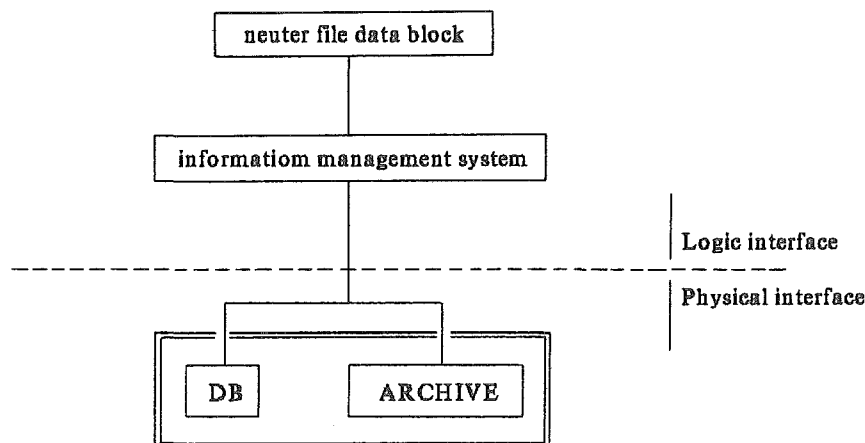 neuter file data block
informatiom management system
Logic interface
Physical interface
DB
ARCHIVE